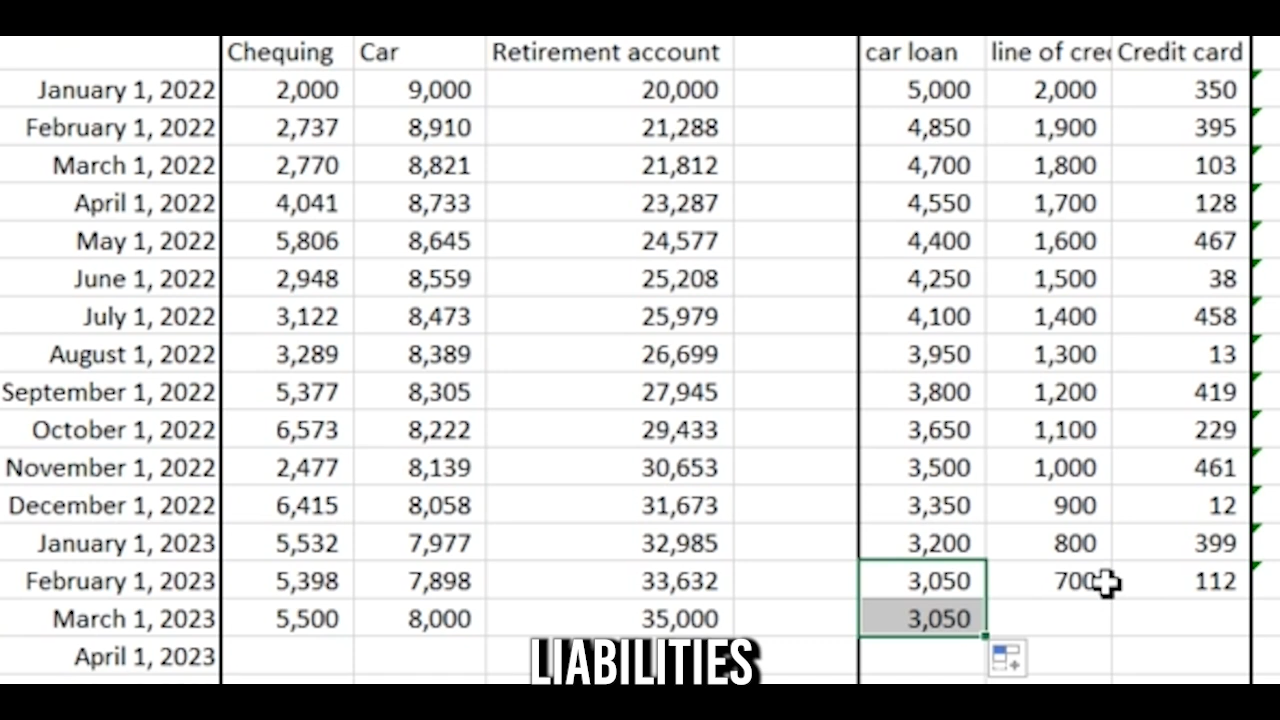 Chequing Car Retirement account car loan line of cre Credit card
January 1, 2022 2,000 9,000 20,000 5,000 2,000 350
February 1, 2022 2,737 8,910 21,288 4,850 1,900 395
March 1, 2022 2,770 8,821 21,812 4,700 1,800 103
April 1, 2022 4,041 8,733 23,287 4,550 1,700 128
May 1, 2022 5,806 8,645 24,577 4,400 1,600 467
June 1, 2022 2,948 8,559 25,208 4,250 1,500 38
July 1, 2022 3,122 8,473 25,979 4,100 1,400 458
August 1, 2022 3,289 8,389 26,699 3,950 1,300 13
September 1, 2022 5,377 8,305 27,945 3,800 1,200 419
October 1, 2022 6,573 8,222 29,433 3,650 1,100 229
November 1, 2022 2,477 8,139 30,653 3,500 1,000 461
December 1, 2022 6,415 8,058 31,673 3,350 900 12
January 1, 2023 5,532 7,977 32,985 3,200 800 399
February 1, 2023 5,398 7,898 33,632 3,050 700 112
March 1, 2023 5,500 8,000 35,000 3,050
April 1, 2023
LIABILITIES